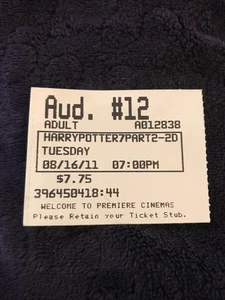 Aud. #12
ADULT A012838
HARRYPOTTER7PART2-2D
TUESDAY
08/16/11 07:00PM
$7.75
396450418:44
WELCOME TO PREMIERE CINEMAS
Please Retain Your Ticket Stub.